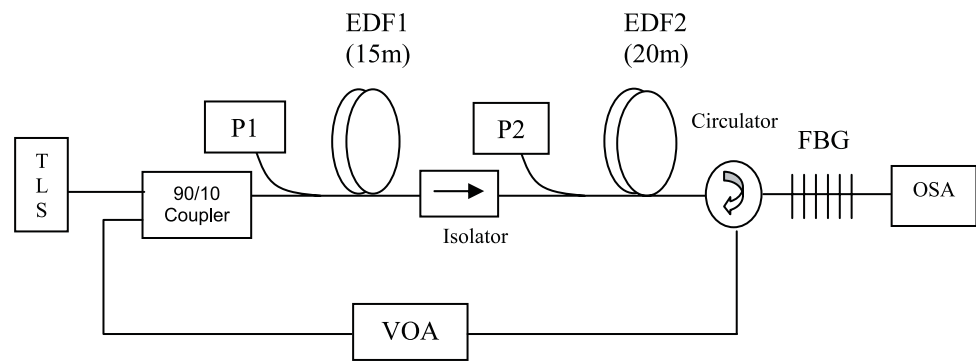 EDF1
(15m)
EDF2
(20m)
P1
P2
Circulator
FBG
T
L
S
90/10
Coupler
OSA
Isolator
VOA